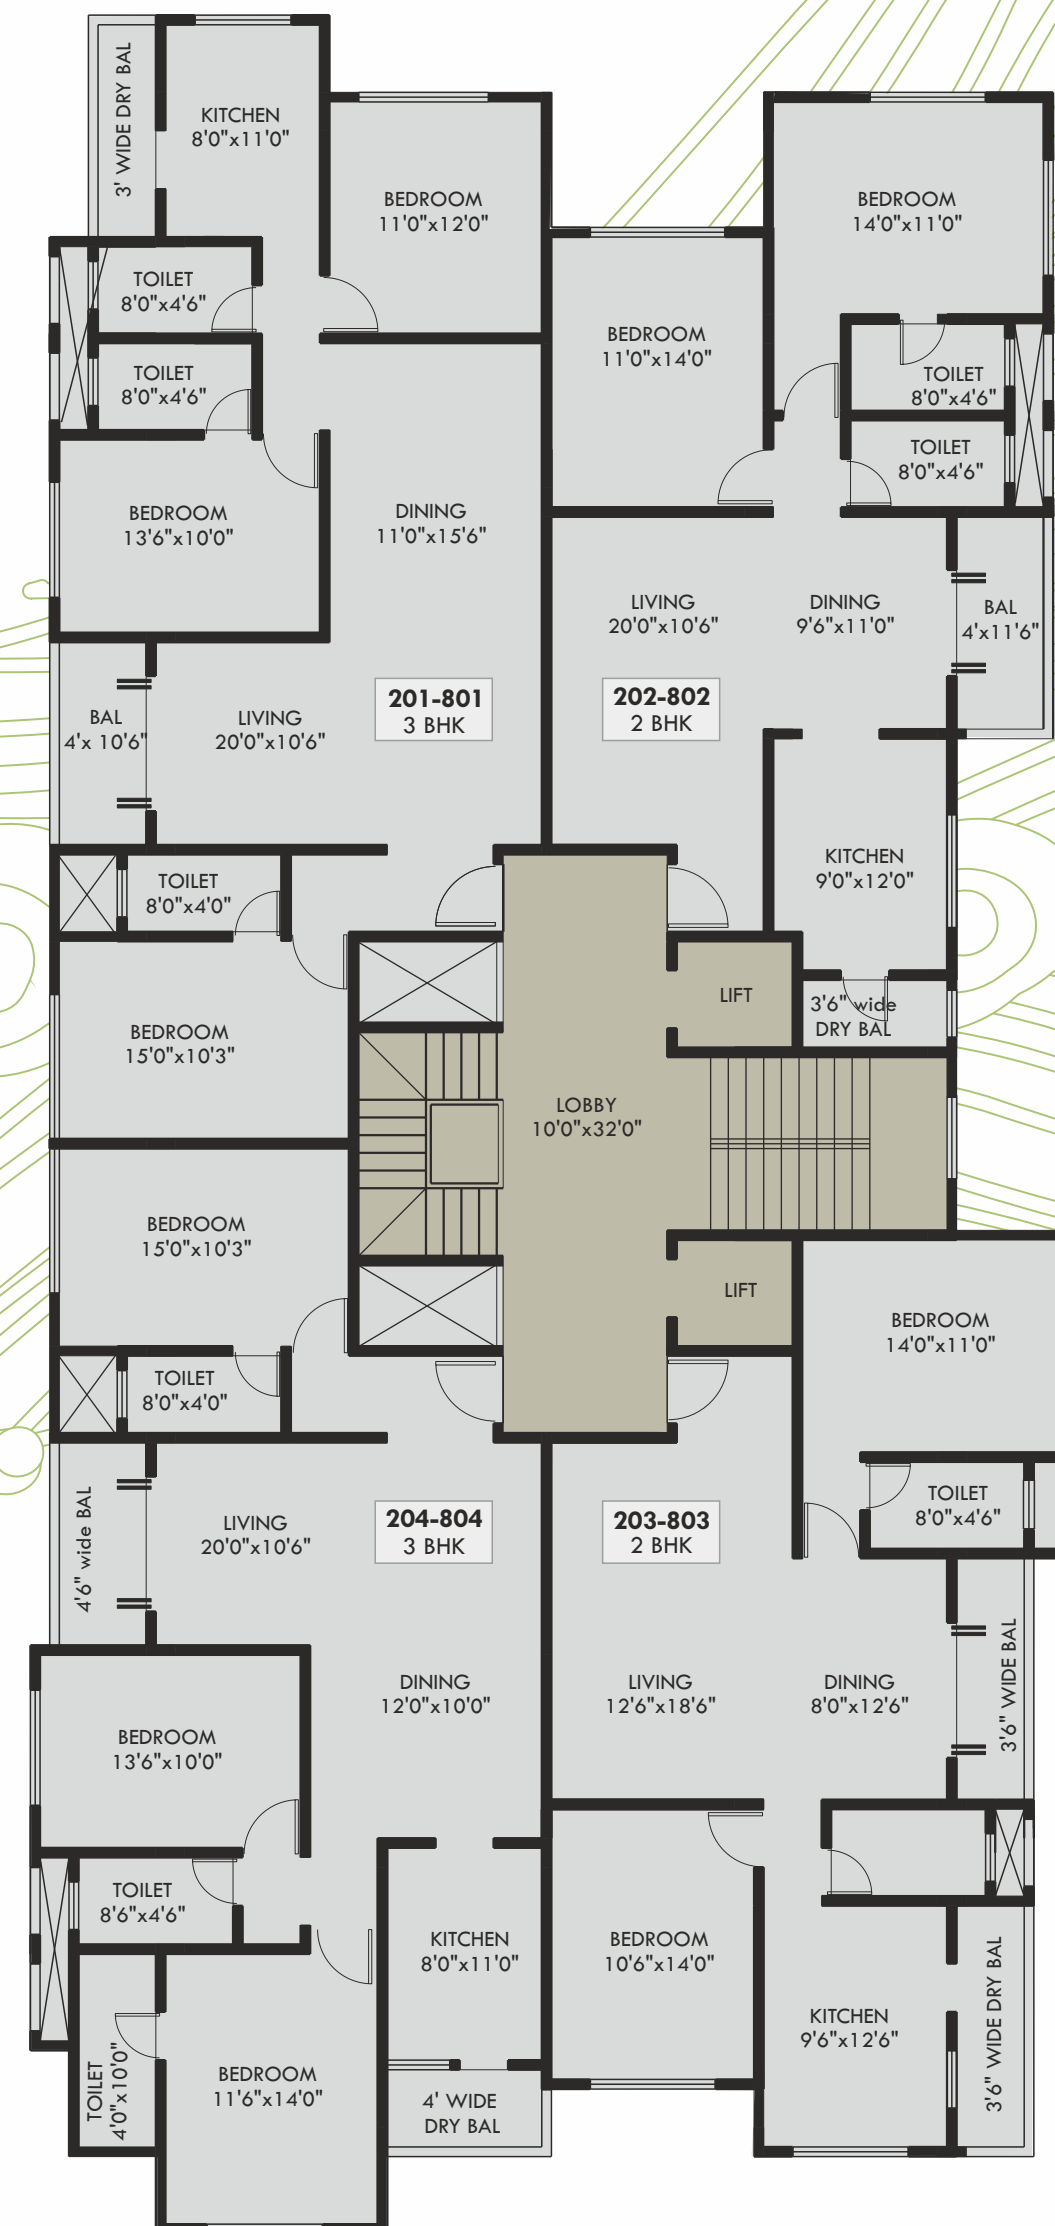 3' WIDE DRY BAL
KITCHEN
8'0"x11'0"
BEDROOM
11'0"x12'0"
BEDROOM
14'0"x11'0"
TOILET
8'0"x4'6"
BEDROOM
11'0"x14'0"
TOILET
8'0"x4'6"
TOILET
8'0"x4'6"
TOILET
8'0"x4'6"
BEDROOM
13'6"x10'0"
DINING
11'0"x15'6"
LIVING
20'0"x10'6"
DINING
9'6"x11'0"
BAL
4'x11'6"
BAL
4'x 10'6"
LIVING
20'0"x10'6"
201-801
3 BHK
202-802
2 BHK
KITCHEN
9'0"x12'0"
TOILET
8'0"x4'0"
LIFT
3'6" wide
DRY BAL
BEDROOM
15'0"x10'3"
LOBBY
10'0"x32'0"
BEDROOM
15'0"x10'3"
LIFT
BEDROOM
14'0"x11'0"
TOILET
8'0"x4'0"
4'6" wide BAL
LIVING
20'0"x10'6"
204-804
3 BHK
203-803
2 BHK
TOILET
8'0"x4'6"
DINING
12'0"x10'0"
LIVING
12'6"x18'6"
DINING
8'0"x12'6"
3'6" WIDE BAL
BEDROOM
13'6"x10'0"
TOILET
8'6"x4'6"
KITCHEN
8'0"x11'0"
BEDROOM
10'6"x14'0"
KITCHEN
9'6"x12'6"
3'6" WIDE DRY BAL
TOILET
4'0"x10'0"
BEDROOM
11'6"x14'0"
4' WIDE
DRY BAL